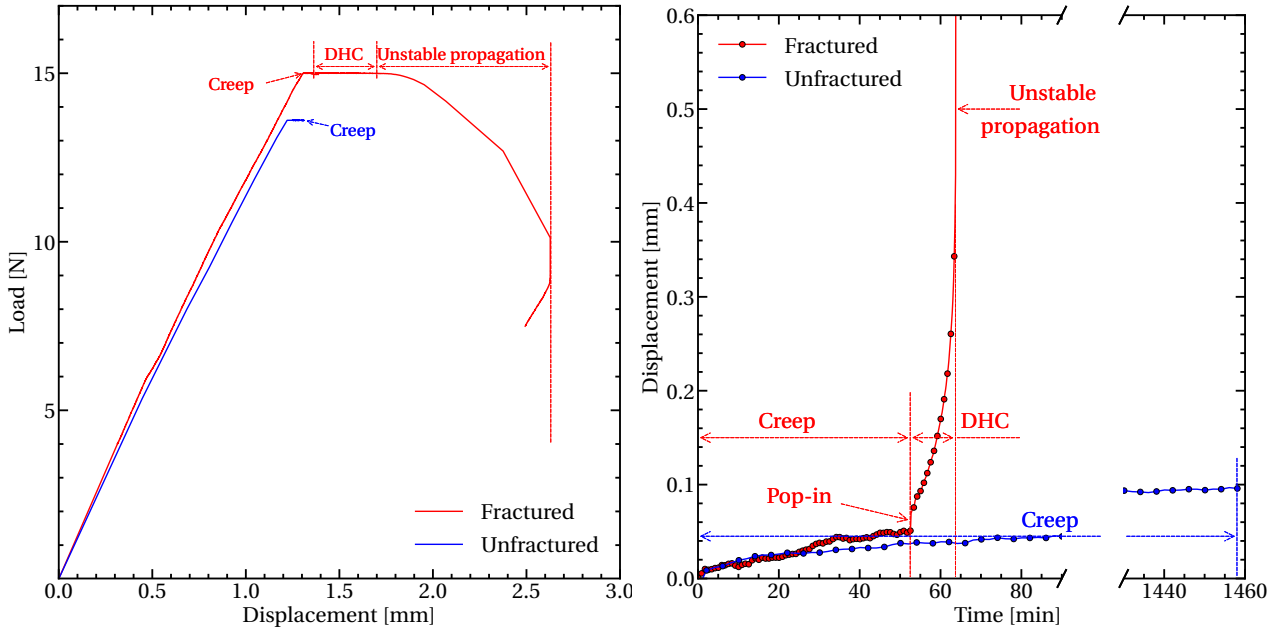 15
10
5
0
Load [N]
0.0
0.5
1.0
1.5
2.0
2.5
3.0
Displacement [mm]
DHC
Unstable propagation
Creep
Creep
Fractured
Unfractured
0.6
0.5
0.4
0.3
0.2
0.1
0.0
Displacement [mm]
0
20
40
60
80
1440
1460
Time [min]
Fractured
Unfractured
Unstable
propagation
Creep
DHC
Pop-in
Creep